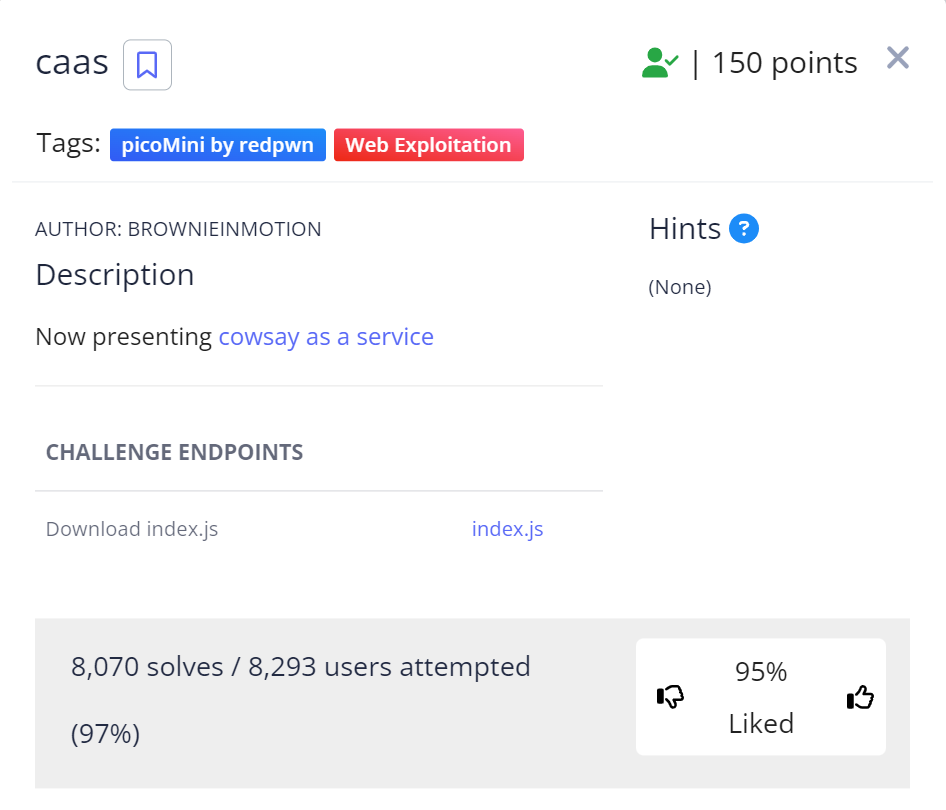 caas
| 150 points
Tags: picoMini by redpwn Web Exploitation
AUTHOR: BROWNIEINMOTION
Description
Now presenting cowsay as a service
Hints ?
(None)
CHALLENGE ENDPOINTS
Download index.js index.js
8,070 solves / 8,293 users attempted
(97%)
95%
Liked